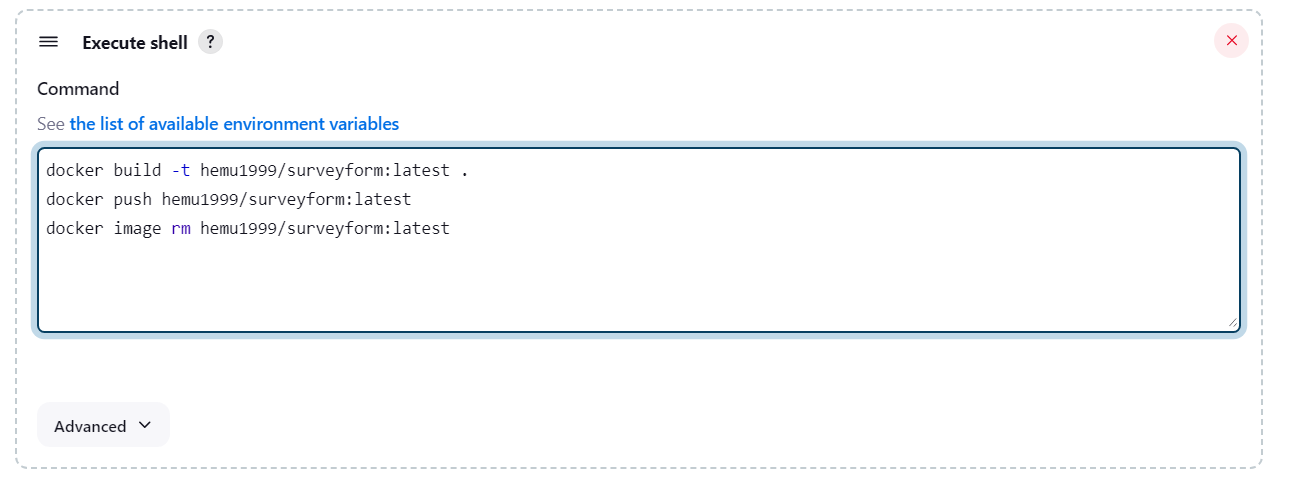 Execute shell ?
Command
See the list of available environment variables
docker build -t hemu1999/surveyform:latest .
docker push hemu1999/surveyform:latest
docker image rm hemu1999/surveyform:latest
Advanced